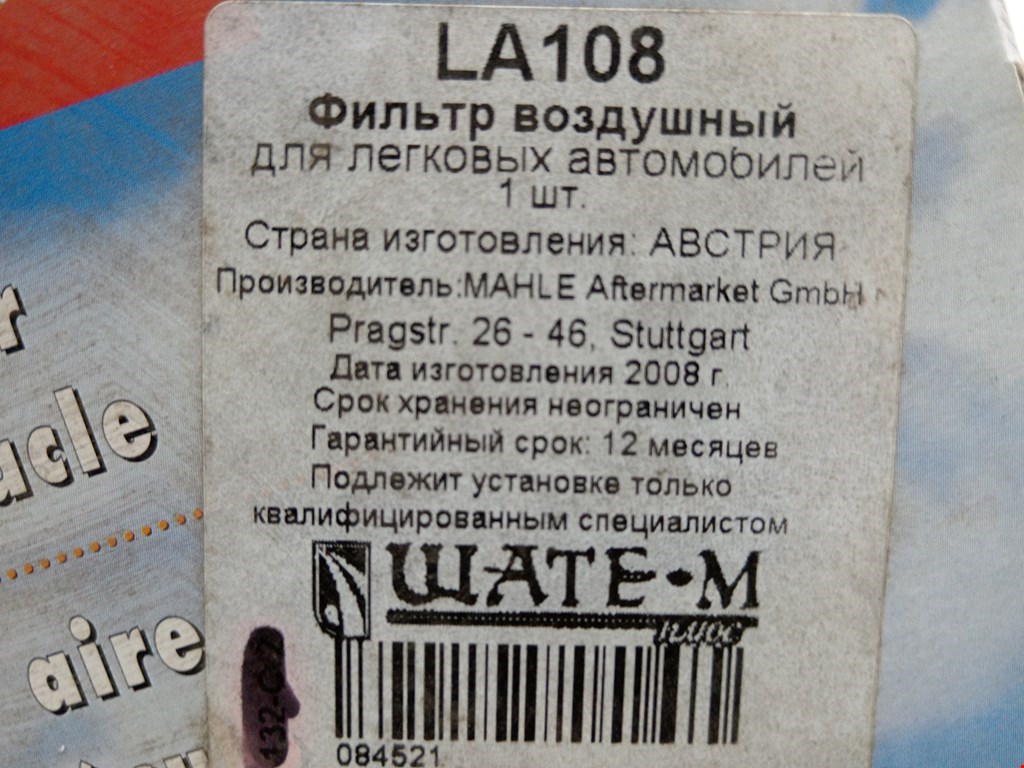 LA108
Фильтр воздушный
для легковых автомобилей
1 шт.
Страна изготовления: АВСТРИЯ
Производитель:MAHLE Aftermarket GmbH
Pragstr. 26 - 46, Stuttgart
Дата изготовления 2008 г.
Срок хранения неограничен
Гарантийный срок: 12 месяцев
Подлежит установке только
квалифицированным специалистом
ШАТЕ-М
плюс
084521
aire